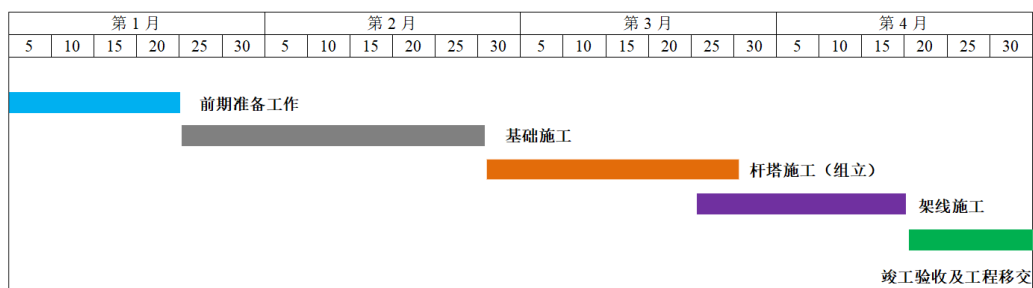 第 1 月 第 2 月 第 3 月 第 4 月
5 10 15 20 25 30 5 10 15 20 25 30 5 10 15 20 25 30 5 10 15 20 25 30
前期准备工作
基础施工
杆塔施工（组立）
架线施工
竣工验收及工程移交